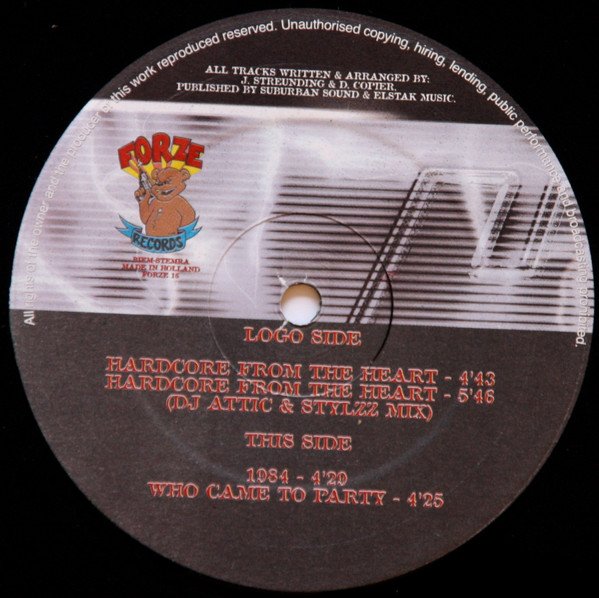 All rights of the owner and the producer of this work reproduced reserved. Unauthorised copying, hiring, lending, public performance and broadcasting prohibited.
ALL TRACKS WRITTEN & ARRANGED BY:
J. STREUNDING & D. COPIER.
PUBLISHED BY SUBURBAN SOUND & ELSTAK MUSIC.
FORZE
RECORDS
BIEM-STEMRA
MADE IN HOLLAND
FORZE 16
LOGO SIDE
HARDCORE FROM THE HEART - 4'43
HARDCORE FROM THE HEART - 5'46
(DJ ATTIC & STYLZZ MIX)
THIS SIDE
1984 - 4'29
WHO CAME TO PARTY - 4'25